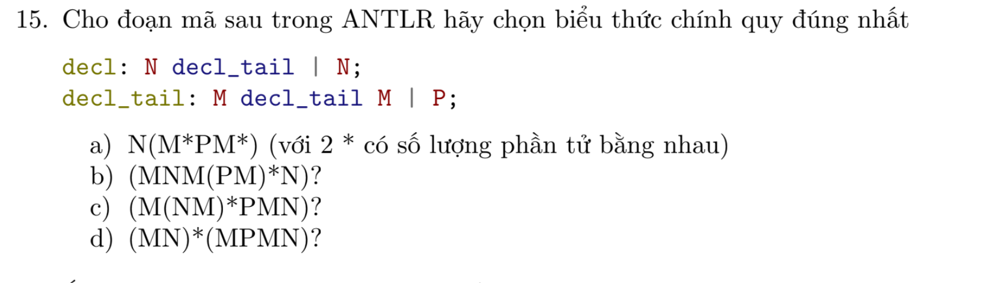 15. Cho đoạn mã sau trong ANTLR hãy chọn biểu thức chính quy đúng nhất
decl: N decl_tail | N;
decl_tail: M decl_tail M | P;
a) N(M*PM*) (với 2 * có số lượng phần tử bằng nhau)
b) (MNM(PM)*N)?
c) (M(NM)*PMN)?
d) (MN)*(MPMN)?